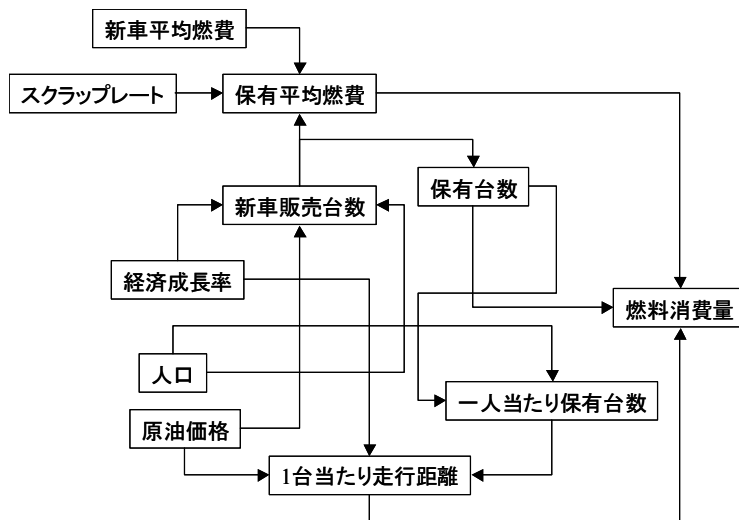 新車平均燃費
スクラップレート
保有平均燃費
保有台数
新車販売台数
経済成長率
燃料消費量
人口
一人当たり保有台数
原油価格
1台当たり走行距離